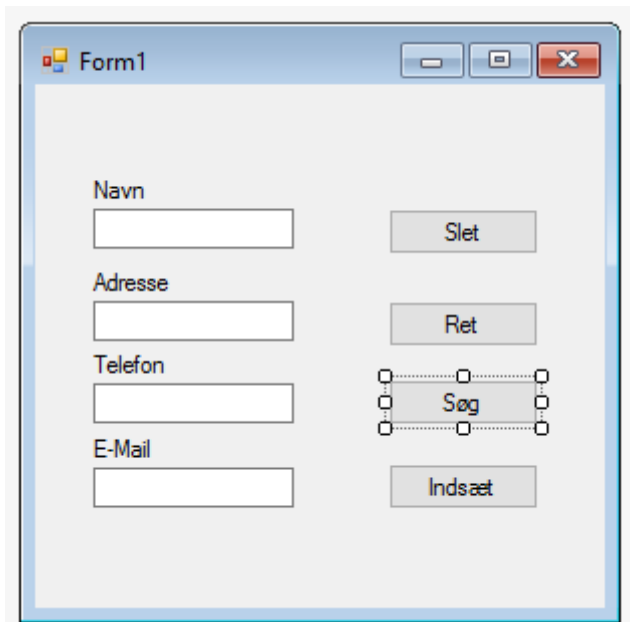 Form1
Navn
Slet
Adresse
Ret
Telefon
Søg
E-Mail
Indsæt